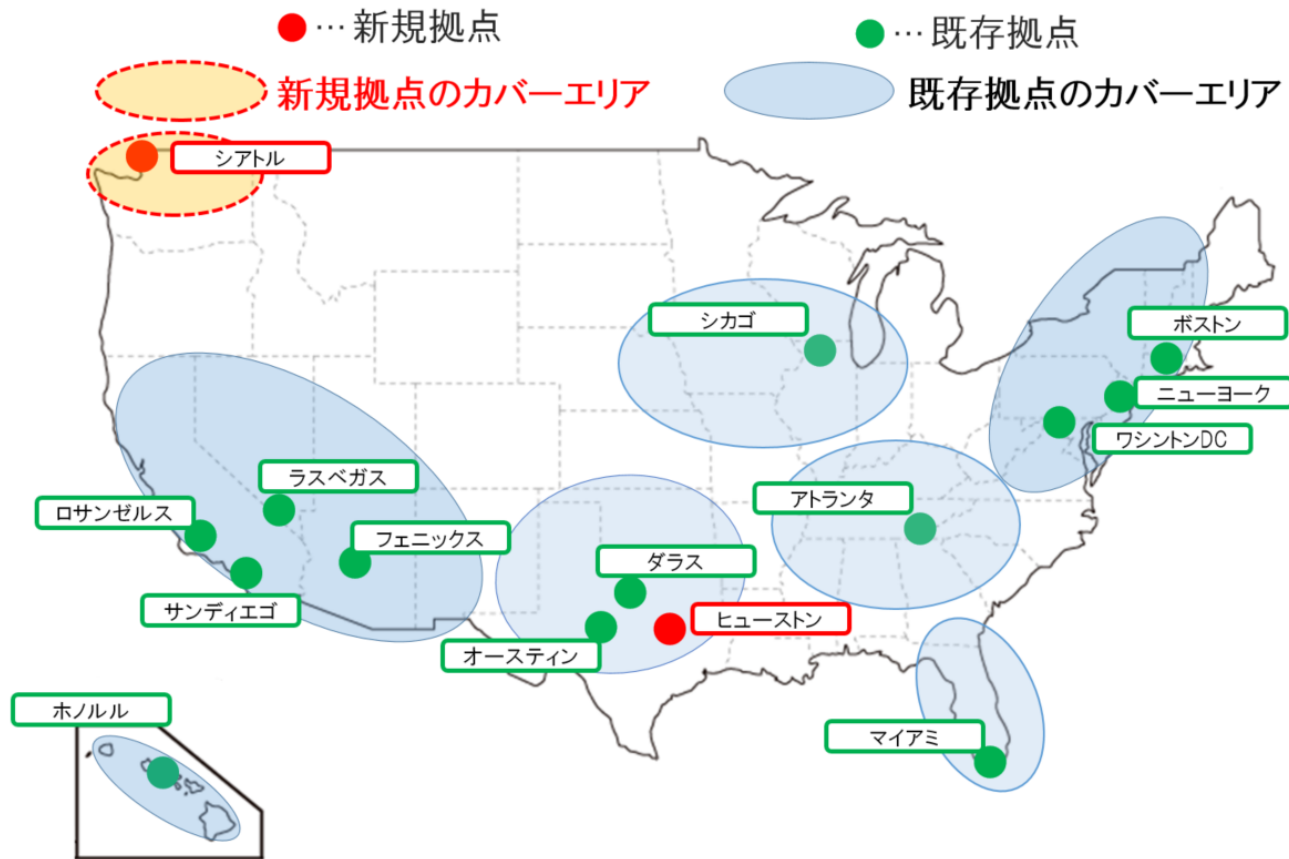 …新規拠点
…既存拠点
新規拠点のカバーエリア
既存拠点のカバーエリア
シアトル
シカゴ
ボストン
ニューヨーク
ワシントンDC
ラスベガス
アトランタ
ロサンゼルス
フェニックス
ダラス
サンディエゴ
ヒューストン
オースティン
ホノルル
マイアミ